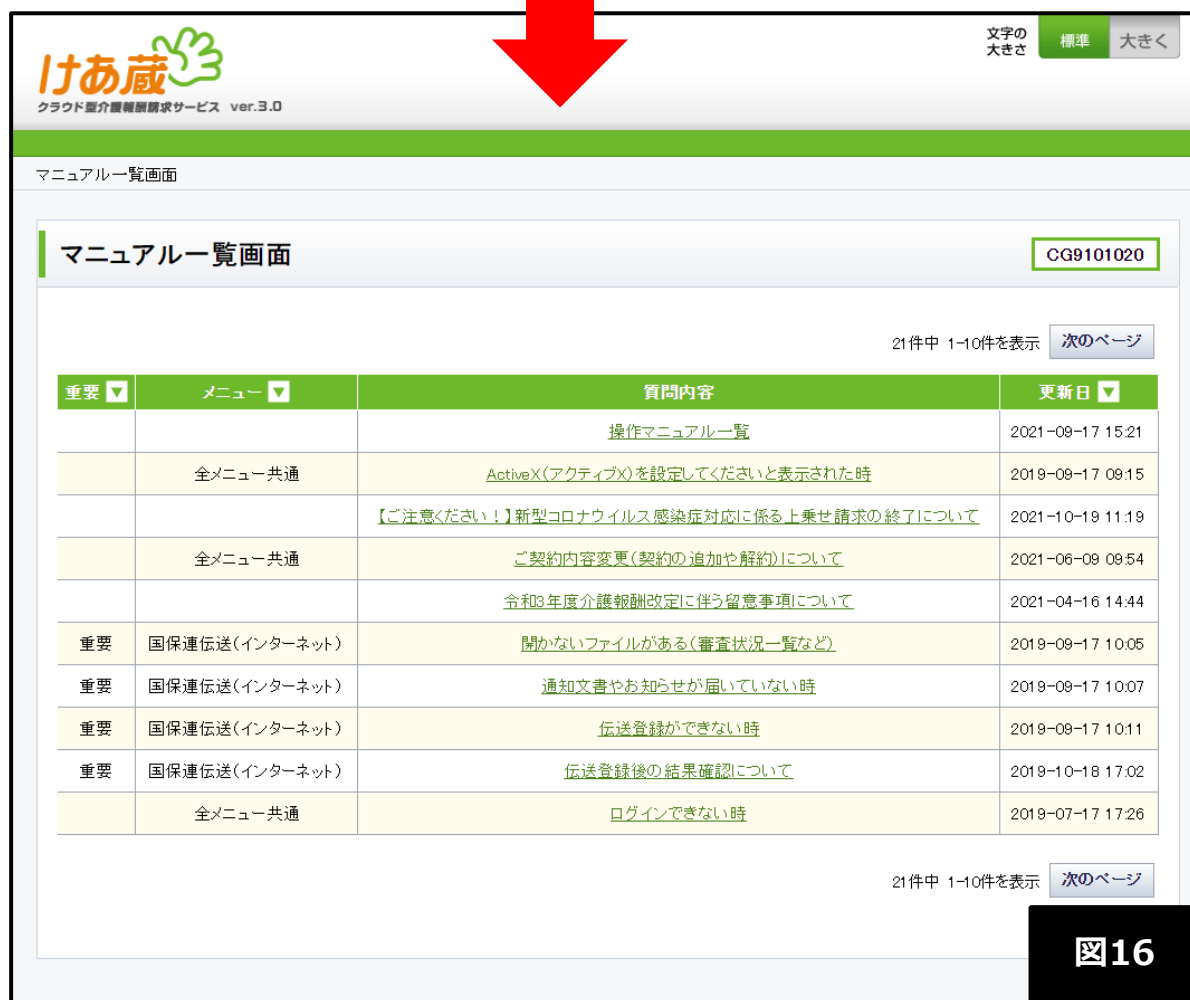 文字の
大きさ
標準
大きく
けあ蔵
クラウド型介護報酬請求サービス ver.3.0
マニュアル一覧画面
マニュアル一覧画面
CG9101020
21件中 1-10件を表示 次のページ
重要 メニュー 質問内容 更新日
操作マニュアル一覧 2021-09-17 15:21
全メニュー共通 ActiveX(アクティブX)を設定してくださいと表示された時 2019-09-17 09:15
【ご注意ください!】新型コロナウイルス感染症対応に係る上乗せ請求の終了について 2021-10-19 11:19
全メニュー共通 ご契約内容変更(契約の追加や解約)について 2021-06-09 09:54
令和3年度介護報酬改定に伴う留意事項について 2021-04-16 14:44
重要 国保連伝送(インターネット) 開かないファイルがある(審査状況一覧など) 2019-09-17 10:05
重要 国保連伝送(インターネット) 通知文書やお知らせが届いていない時 2019-09-17 10:07
重要 国保連伝送(インターネット) 伝送登録ができない時 2019-09-17 10:11
重要 国保連伝送(インターネット) 伝送登録後の結果確認について 2019-10-18 17:02
全メニュー共通 ログインできない時 2019-07-17 17:26
21件中 1-10件を表示 次のページ
図16